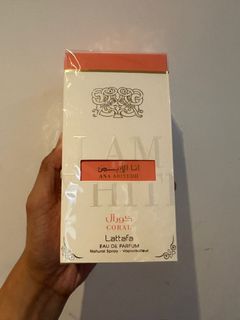 I AM
WHITE
أنا الأبيض
ANA ABIYEDH
كورال
CORAL
Lattafa
EAU DE PARFUM
Natural Spray - Vaporisateur